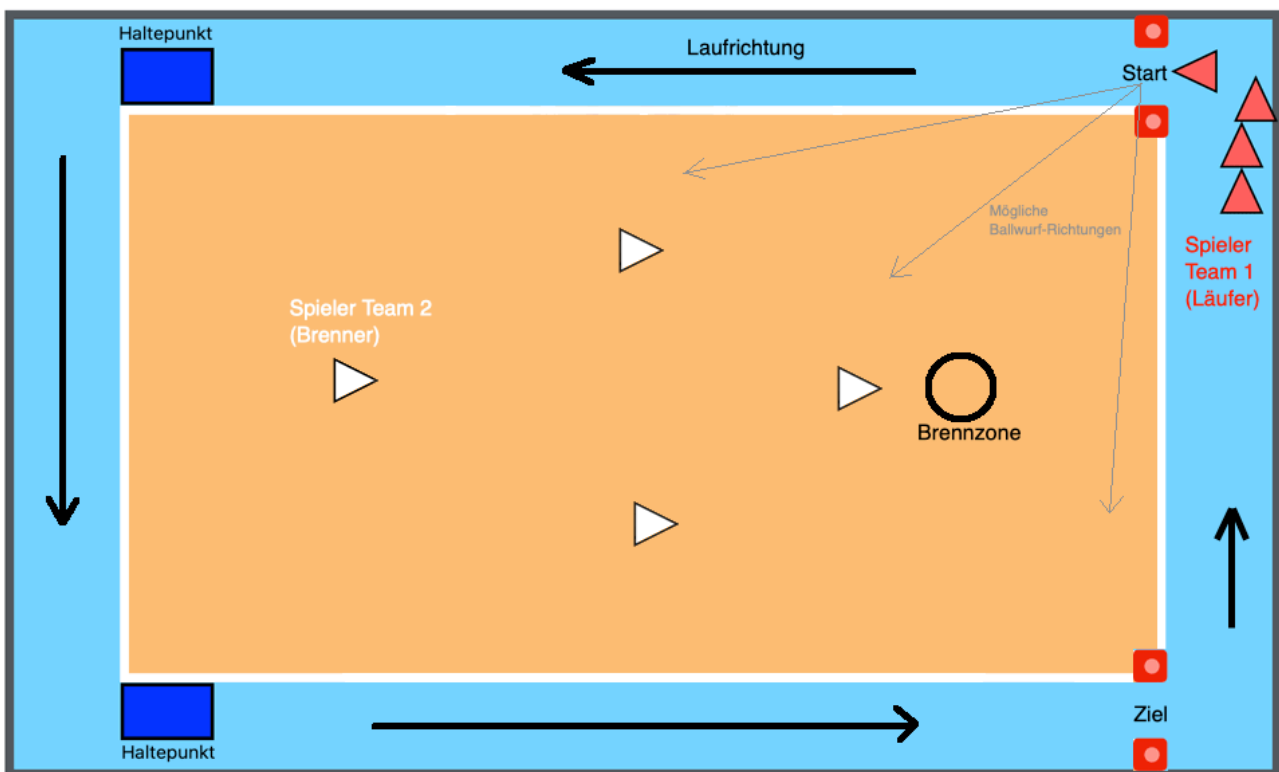 Haltepunkt
Laufrichtung
Start
Mögliche
Ballwurf-Richtungen
Spieler
Team 1
(Läufer)
Spieler Team 2
(Brenner)
Brennzone
Ziel
Haltepunkt